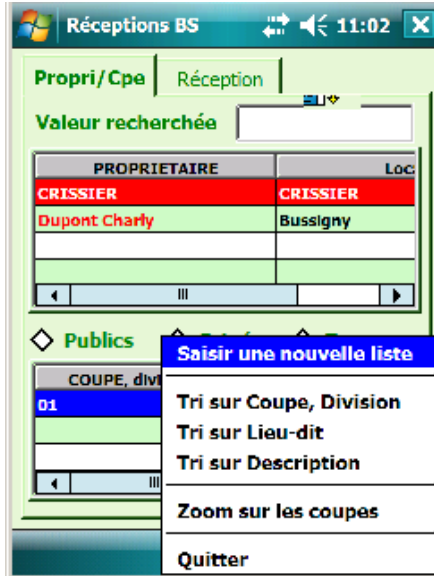 Réceptions BS 11:02
Propri/Cpe Réception
Valeur recherchée
PROPRIETAIRE Loc
CRISSIER CRISSIER
Dupont Charly Bussigny
Publics
COUPE, divi
01
Saisir une nouvelle liste
Tri sur Coupe, Division
Tri sur Lieu-dit
Tri sur Description
Zoom sur les coupes
Quitter